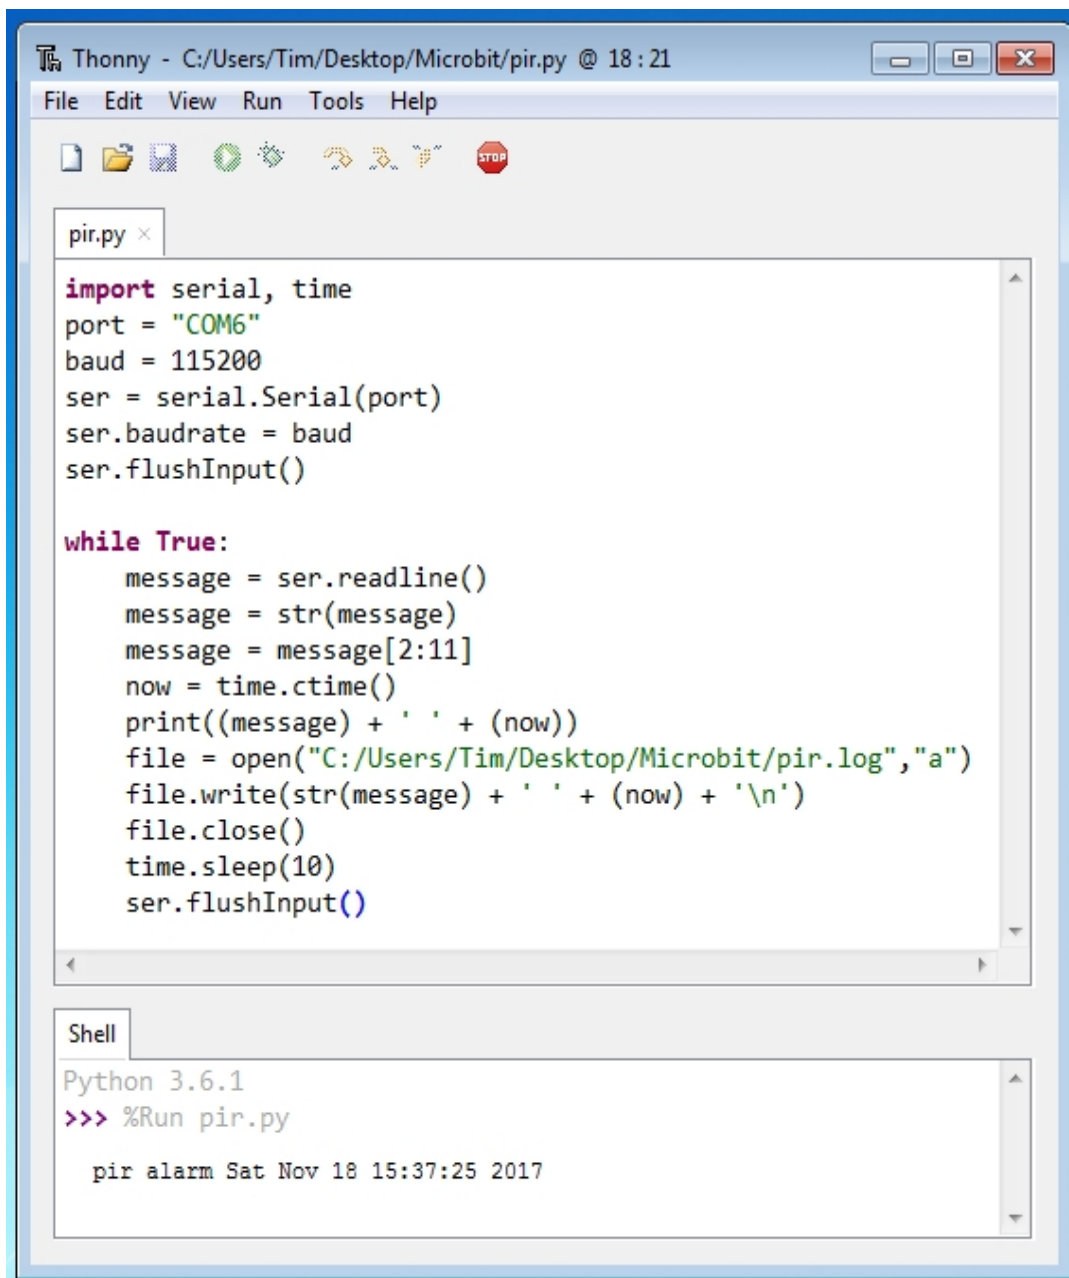 Thonny - C:/Users/Tim/Desktop/Microbit/pir.py @ 18 : 21
File Edit View Run Tools Help
STOP
pir.py ×
import serial, time
port = "COM6"
baud = 115200
ser = serial.Serial(port)
ser.baudrate = baud
ser.flushInput()

while True:
    message = ser.readline()
    message = str(message)
    message = message[2:11]
    now = time.ctime()
    print((message) + ' ' + (now))
    file = open("C:/Users/Tim/Desktop/Microbit/pir.log","a")
    file.write(str(message) + ' ' + (now) + '\n')
    file.close()
    time.sleep(10)
    ser.flushInput()
Shell
Python 3.6.1
>>> %Run pir.py
pir alarm Sat Nov 18 15:37:25 2017